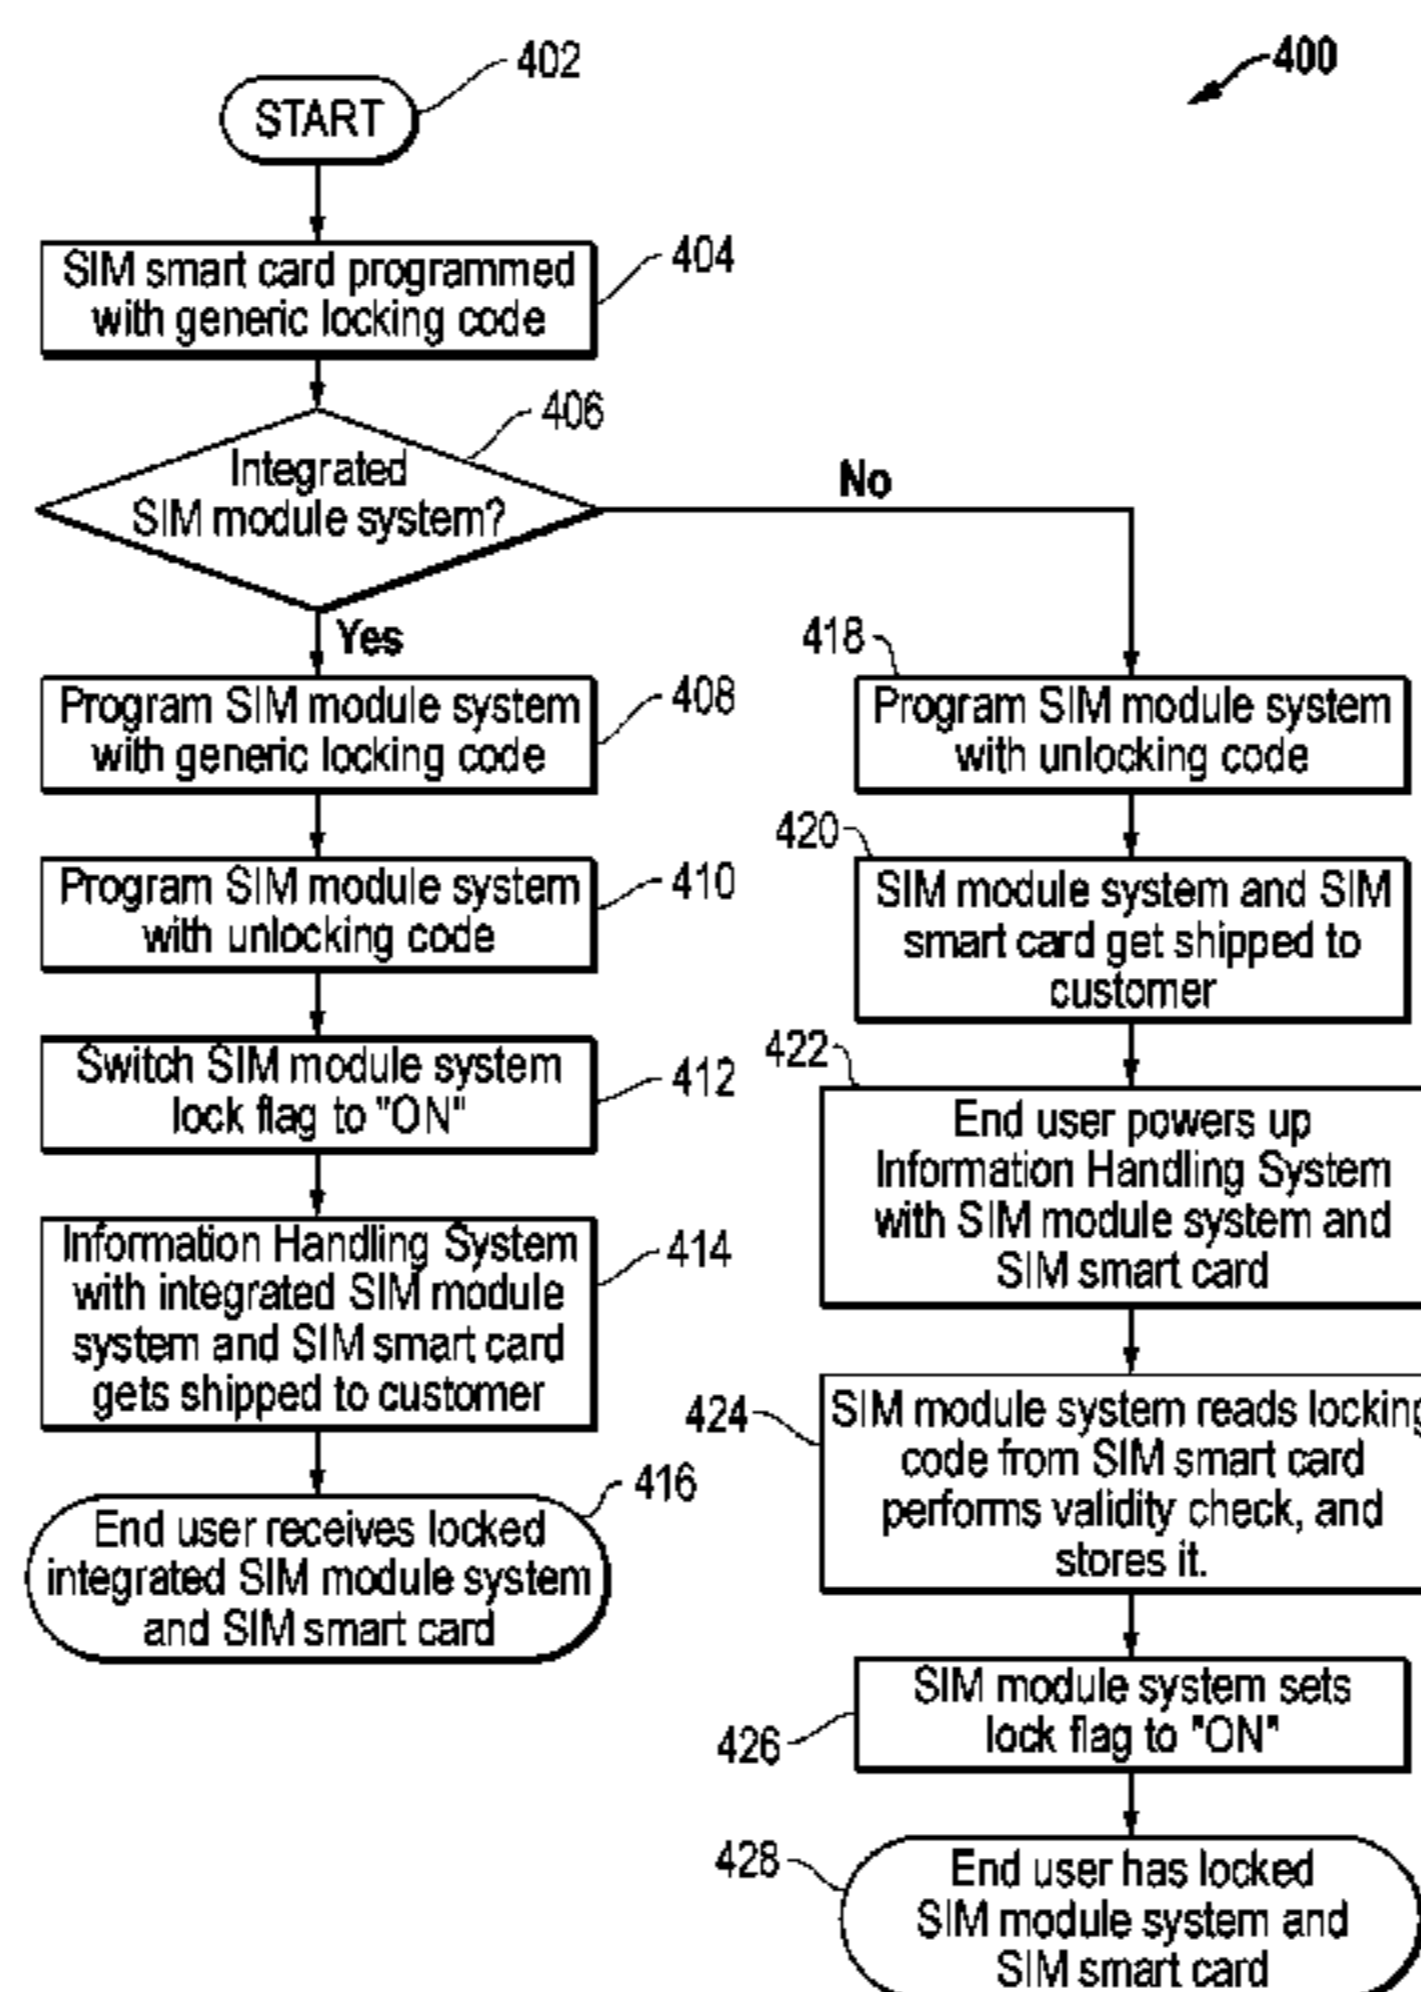 400
402
START
404
SIM smart card programmed
with generic locking code
406
Integrated
SIM module system?
No
Yes
408
Program SIM module system
with generic locking code
410
Program SIM module system
with unlocking code
412
Switch SIM module system
lock flag to "ON"
414
Information Handling System
with integrated SIM module
system and SIM smart card
gets shipped to customer
416
End user receives locked
integrated SIM module system
and SIM smart card
418
Program SIM module system
with unlocking code
420
SIM module system and SIM
smart card get shipped to
customer
422
End user powers up
Information Handling System
with SIM module system and
SIM smart card
424
SIM module system reads locking
code from SIM smart card
performs validity check, and
stores it.
426
SIM module system sets
lock flag to "ON"
428
End user has locked
SIM module system and
SIM smart card